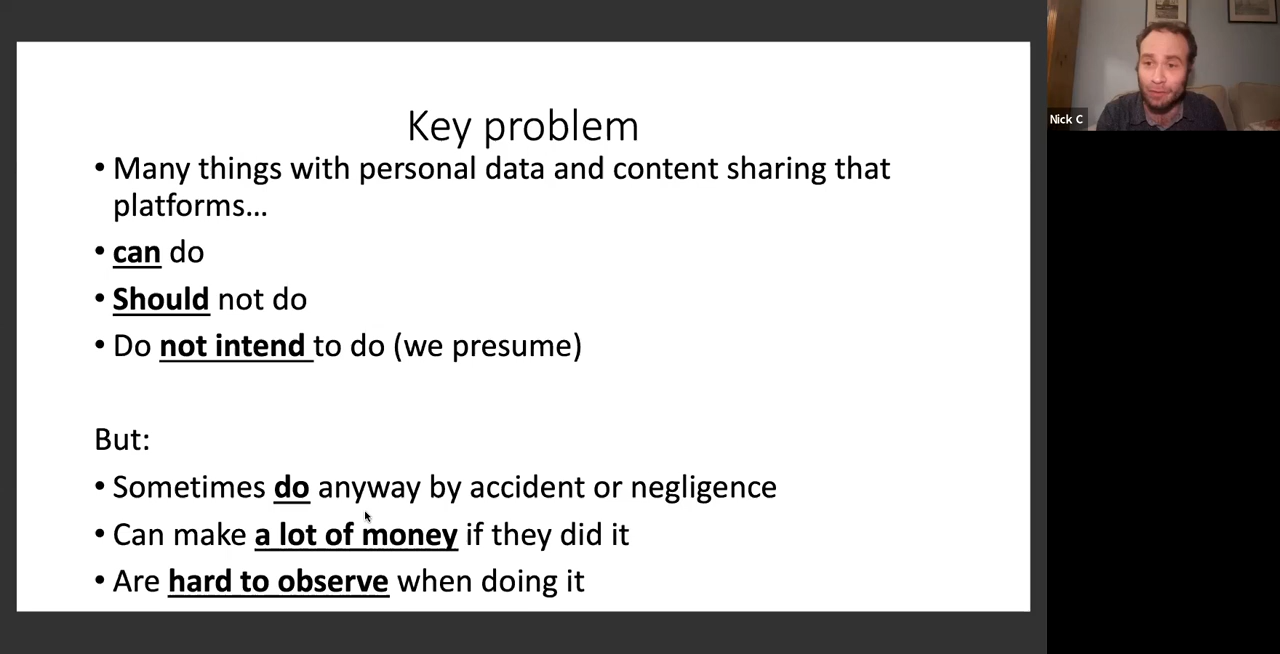 Key problem
• Many things with personal data and content sharing that
platforms...
• can do
• Should not do
• Do not intend to do (we presume)
But:
• Sometimes do anyway by accident or negligence
• Can make a lot of money if they did it
• Are hard to observe when doing it
Nick C